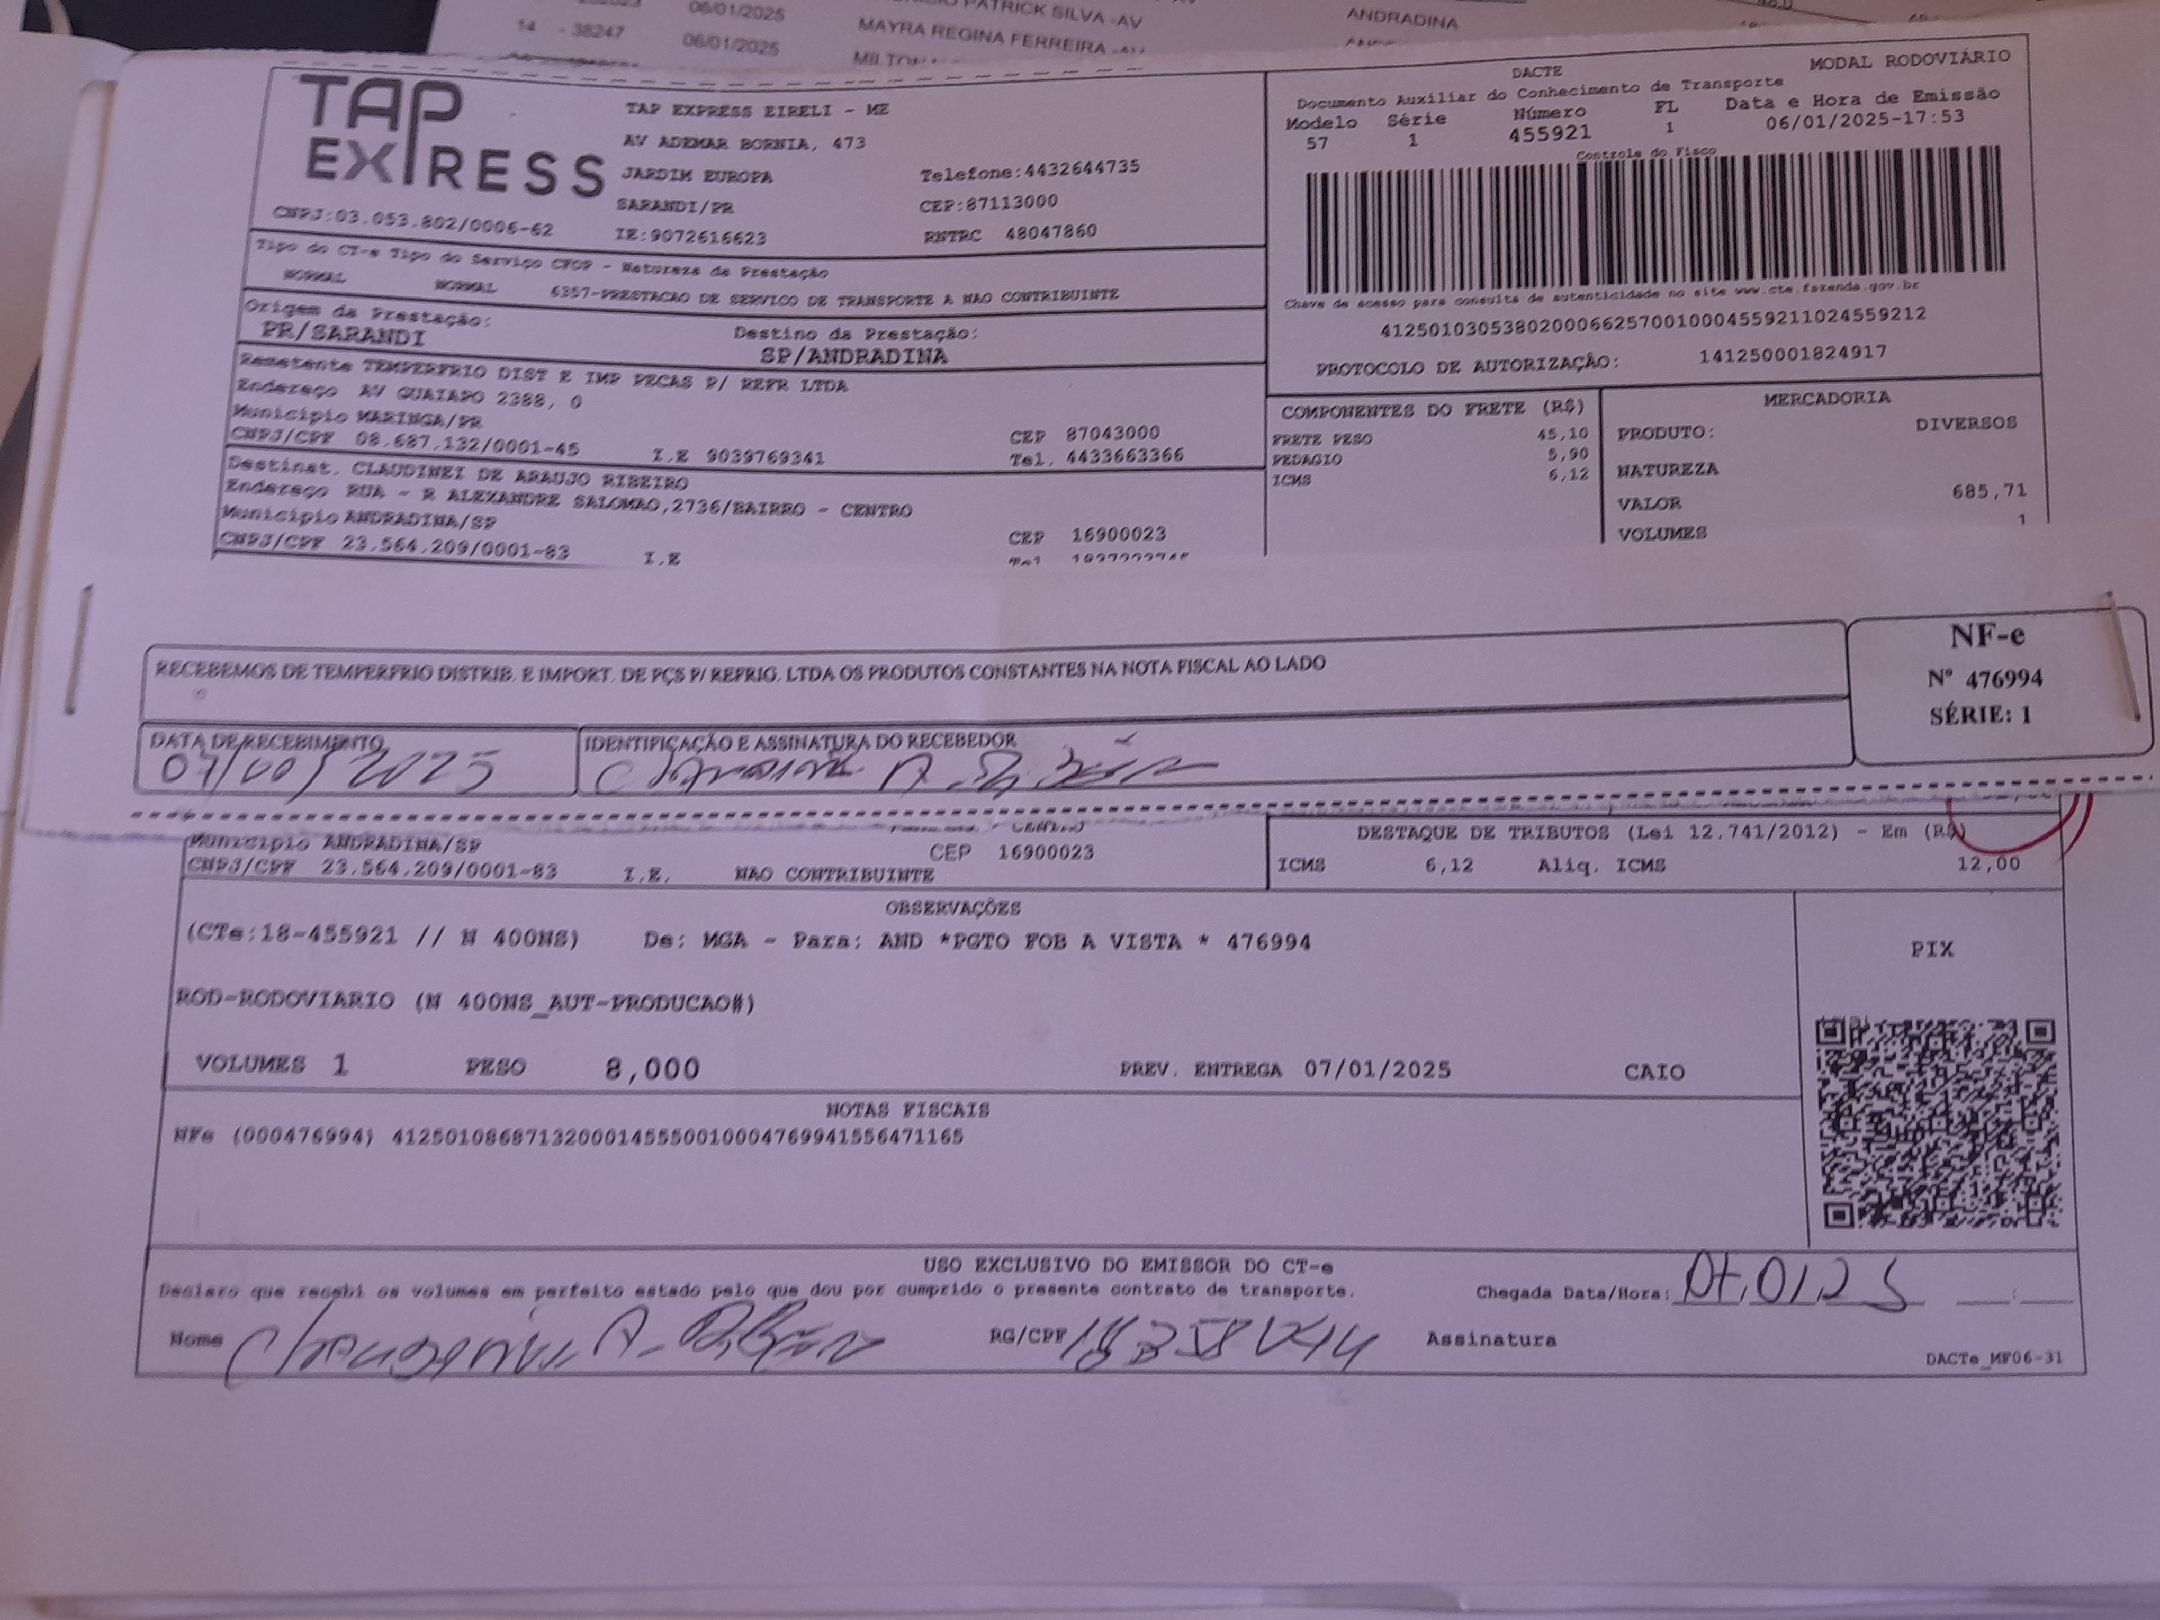 06/01/2025 PATRICK SILVA -AV ANDRADINA
14 - 38247 06/01/2025 MAYRA REGINA FERREIRA -AV
TAP EXPRESS
TAP EXPRESS EIRELI - ME
AV ADEMAR BORNIA, 473
JARDIM EUROPA Telefone:4432644735
SARANDI/PR CEP:87113000
CNPJ:03.053.802/0006-62 IE:9072616623 RNTRC 48047860
Tipo do CT-e Tipo do Serviço CFOP - Natureza da Prestação
NORMAL NORMAL 6357-PRESTACAO DE SERVICO DE TRANSPORTE A NAO CONTRIBUINTE
Origem da Prestação: Destino da Prestação:
PR/SARANDI SP/ANDRADINA
Remetente TEMPERFRIO DIST E IMP PECAS P/ REFR LTDA
Endereço AV GUAIAPO 2388, 0
Município MARINGA/PR CEP 87043000
CNPJ/CPF 08.687.132/0001-45 I.E 9039769341 Tel. 4433663366
Destinat. CLAUDINEI DE ARAUJO RIBEIRO
Endereço RUA - R ALEXANDRE SALOMAO,2736/BAIRRO - CENTRO
Município ANDRADINA/SP CEP 16900023
CNPJ/CPF 23.564.209/0001-83 I.E Tel
DACTE MODAL RODOVIÁRIO
Documento Auxiliar do Conhecimento de Transporte
Modelo Série Número FL Data e Hora de Emissão
57 1 455921 1 06/01/2025-17:53
Controle do Fisco
Chave de acesso para consulta de autenticidade no site www.cte.fazenda.gov.br
41250103053802000662570010004559211024559212
PROTOCOLO DE AUTORIZAÇÃO: 141250001824917
COMPONENTES DO FRETE (R$)
FRETE PESO 45,10
PEDAGIO 5,90
ICMS 6,12
MERCADORIA
PRODUTO: DIVERSOS
NATUREZA
VALOR 685,71
VOLUMES 1
RECEBEMOS DE TEMPERFRIO DISTRIB. E IMPORT. DE PÇS P/ REFRIG. LTDA OS PRODUTOS CONSTANTES NA NOTA FISCAL AO LADO
NF-e
Nº 476994
SÉRIE: 1
DATA DE RECEBIMENTO IDENTIFICAÇÃO E ASSINATURA DO RECEBEDOR
Município ANDRADINA/SP CEP 16900023
CNPJ/CPF 23.564.209/0001-83 I.E. NAO CONTRIBUINTE
DESTAQUE DE TRIBUTOS (Lei 12.741/2012) - Em (R$)
ICMS 6,12 Aliq. ICMS 12,00
OBSERVAÇÕES
(CTe:18-455921 // N 400NS) De: MGA - Para: AND *PGTO FOB A VISTA * 476994
ROD-RODOVIARIO (N 400NS_AUT-PRODUCAO#)
PIX
VOLUMES 1 PESO 8,000 PREV. ENTREGA 07/01/2025 CAIO
NOTAS FISCAIS
NFe (000476994) 41250108687132000145550010004769941556471165
USO EXCLUSIVO DO EMISSOR DO CT-e
Declaro que recebi os volumes em perfeito estado pelo que dou por cumprido o presente contrato de transporte. Chegada Data/Hora: 07,01,25
Nome RG/CPF Assinatura
DACTe_MF06-31